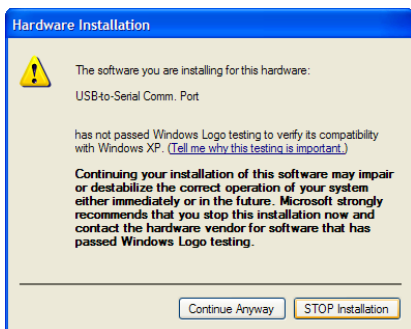 Hardware Installation
The software you are installing for this hardware:
USB-to-Serial Comm. Port
has not passed Windows Logo testing to verify its compatibility
with Windows XP. (Tell me why this testing is important.)
Continuing your installation of this software may impair
or destabilize the correct operation of your system
either immediately or in the future. Microsoft strongly
recommends that you stop this installation now and
contact the hardware vendor for software that has
passed Windows Logo testing.
Continue Anyway
STOP Installation